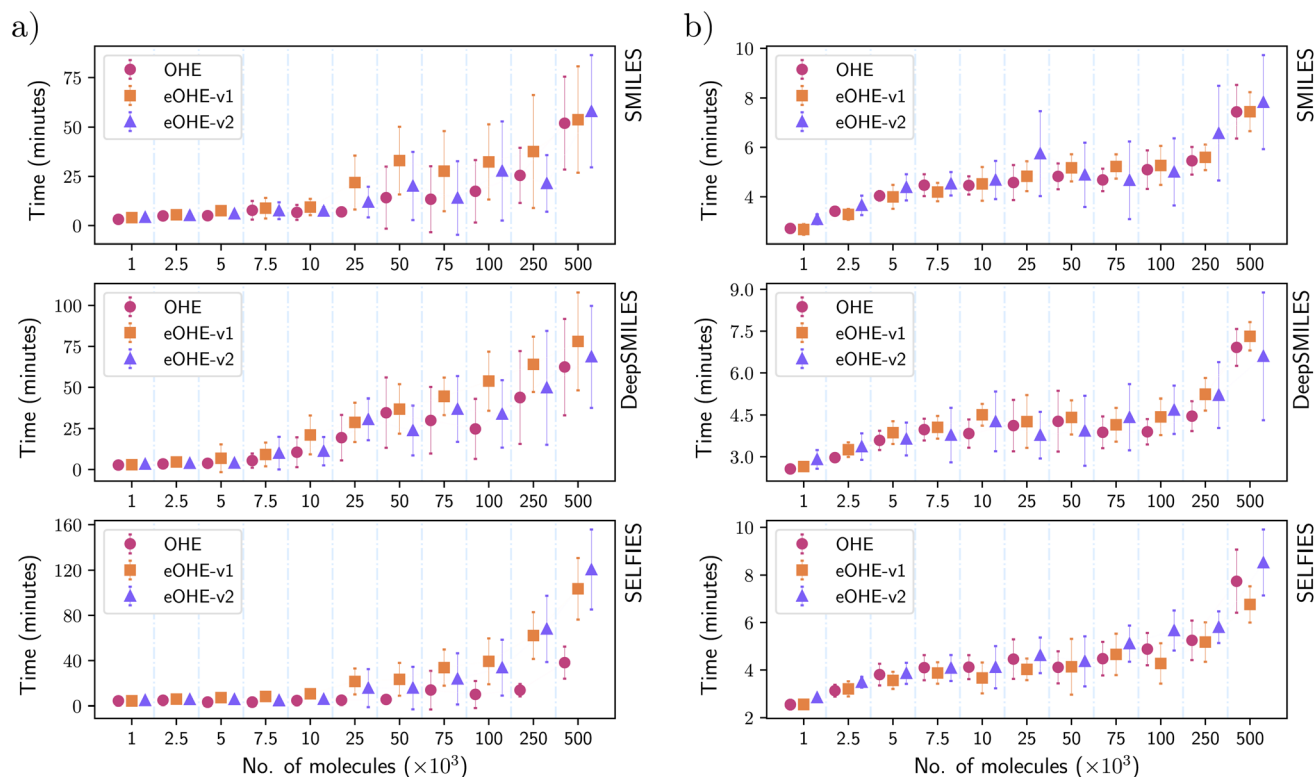 a)
Time (minutes)
75
50
25
0
OHE
eOHE-v1
eOHE-v2
SMILES
1 2.5 5 7.5 10 25 50 75 100 250 500
Time (minutes)
100
75
50
25
0
OHE
eOHE-v1
eOHE-v2
DeepSMILES
1 2.5 5 7.5 10 25 50 75 100 250 500
Time (minutes)
160
120
80
40
0
OHE
eOHE-v1
eOHE-v2
SELFIES
1 2.5 5 7.5 10 25 50 75 100 250 500
No. of molecules (×10³)
b)
Time (minutes)
10
8
6
4
OHE
eOHE-v1
eOHE-v2
SMILES
1 2.5 5 7.5 10 25 50 75 100 250 500
Time (minutes)
9.0
7.5
6.0
4.5
3.0
OHE
eOHE-v1
eOHE-v2
DeepSMILES
1 2.5 5 7.5 10 25 50 75 100 250 500
Time (minutes)
10
8
6
4
2
OHE
eOHE-v1
eOHE-v2
SELFIES
1 2.5 5 7.5 10 25 50 75 100 250 500
No. of molecules (×10³)